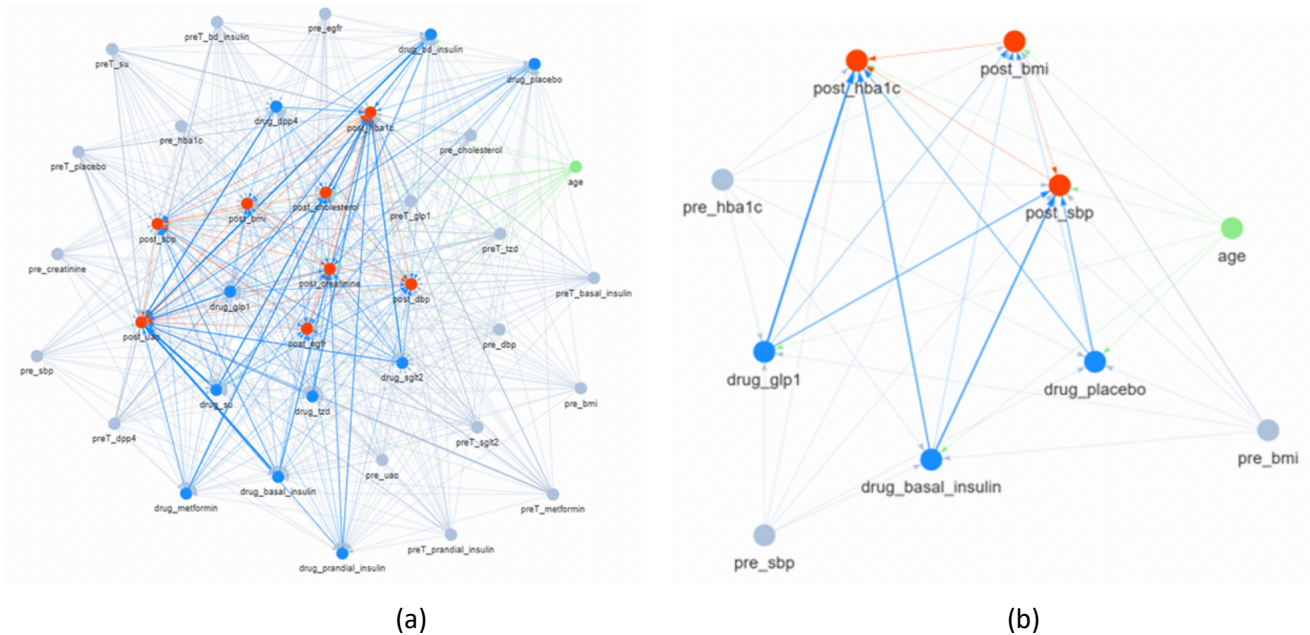 pre_egfr
preT_bd_insulin
drug_bd_insulin
preT_su
drug_placebo
drug_dpp4
post_hba1c
pre_hba1c
pre_cholesterol
preT_placebo
age
post_cholesterol
post_bmi
preT_glp1
post_sbp
preT_tzd
pre_creatinine
post_creatinine
post_dbp
preT_basal_insulin
drug_glp1
post_uac
post_egfr
pre_dbp
pre_sbp
drug_sglt2
drug_su
drug_tzd
pre_bmi
preT_dpp4
preT_sglt2
pre_uac
drug_basal_insulin
drug_metformin
preT_metformin
preT_prandial_insulin
drug_prandial_insulin
(a)
post_bmi
post_hba1c
pre_hba1c
post_sbp
age
drug_glp1
drug_placebo
pre_bmi
drug_basal_insulin
pre_sbp
(b)